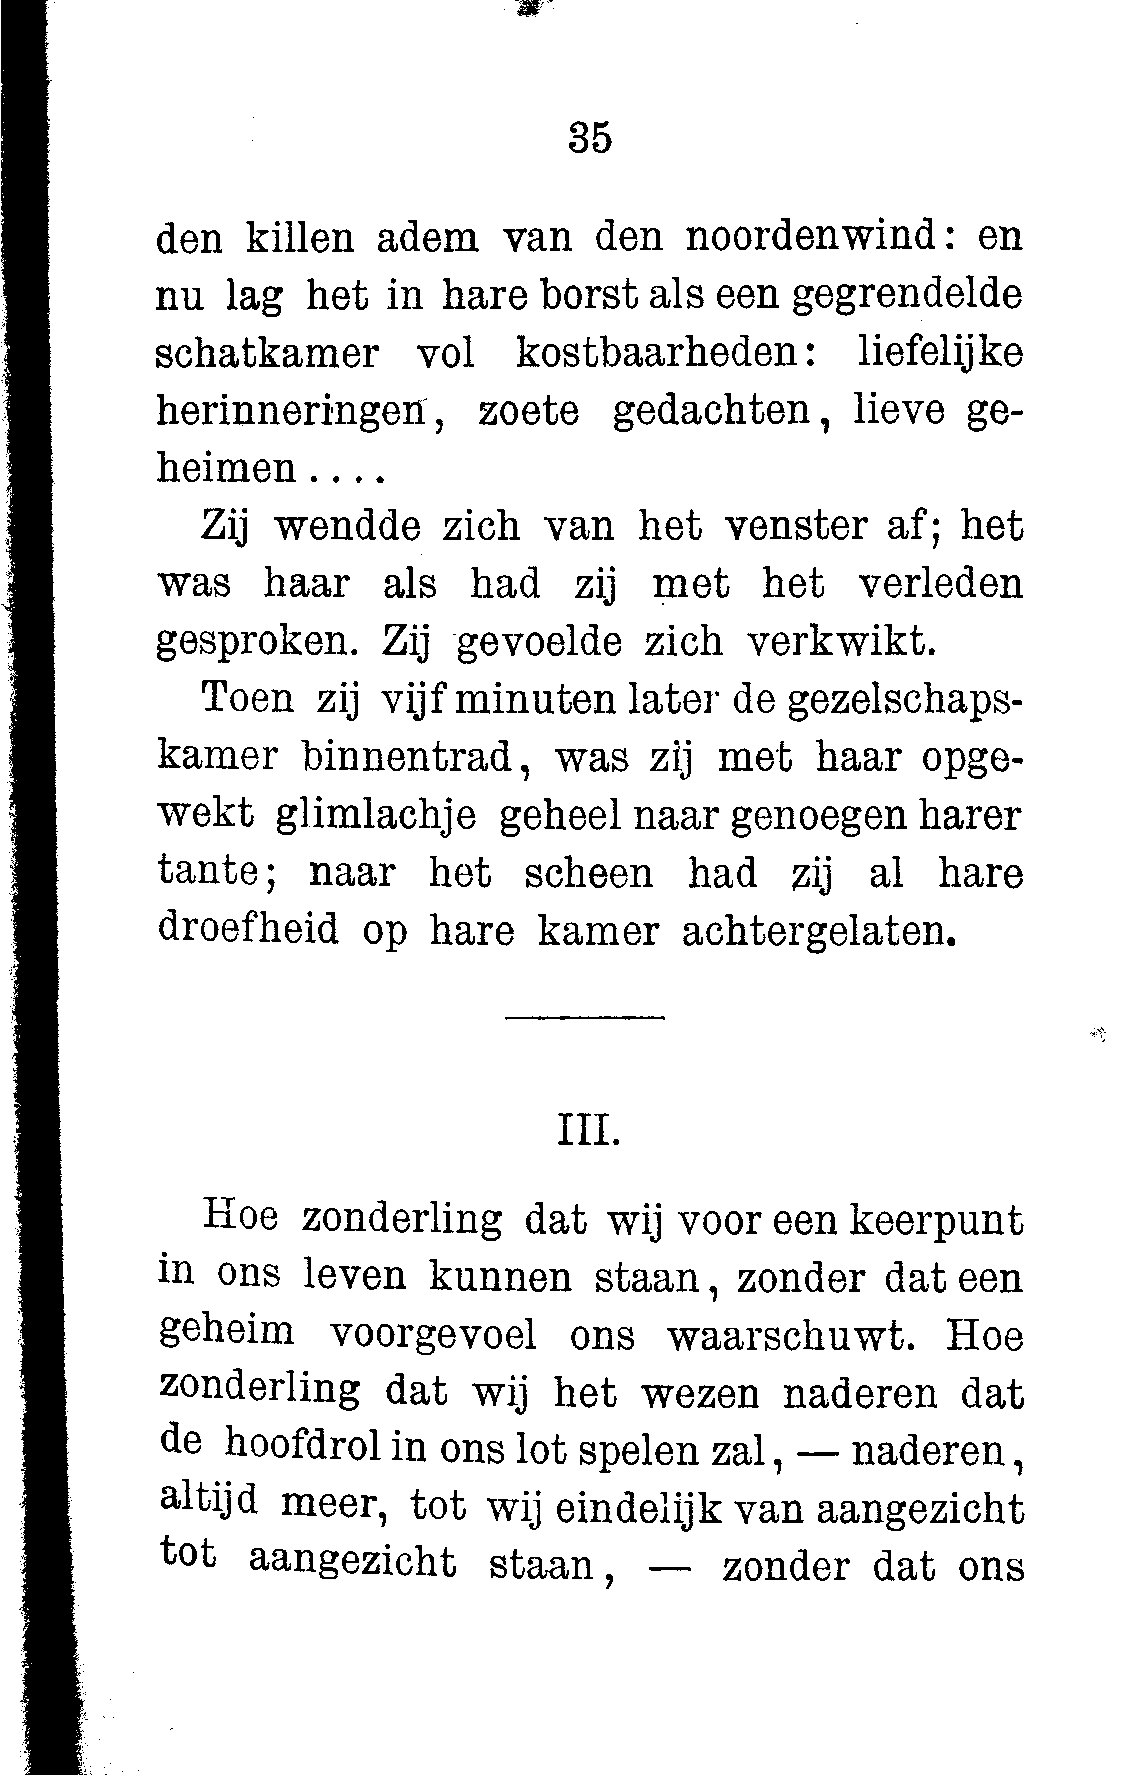 35
den killen adem van den noordenwind: en
nu lag het in hare borst als een gegrendelde
schatkamer vol kostbaarheden: liefelijke
herinneringen, zoete gedachten, lieve ge-
heimen....
Zij wendde zich van het venster af; het
was haar als had zij met het verleden
gesproken. Zij gevoelde zich verkwikt.
Toen zij vijf minuten later de gezelschaps-
kamer binnentrad, was zij met haar opge-
wekt glimlachje geheel naar genoegen harer
tante; naar het scheen had zij al hare
droefheid op hare kamer achtergelaten.
III.
Hoe zonderling dat wij voor een keerpunt
in ons leven kunnen staan, zonder dat een
geheim voorgevoel ons waarschuwt. Hoe
zonderling dat wij het wezen naderen dat
de hoofdrol in ons lot spelen zal, — naderen,
altijd meer, tot wij eindelijk van aangezicht
tot aangezicht staan, — zonder dat ons